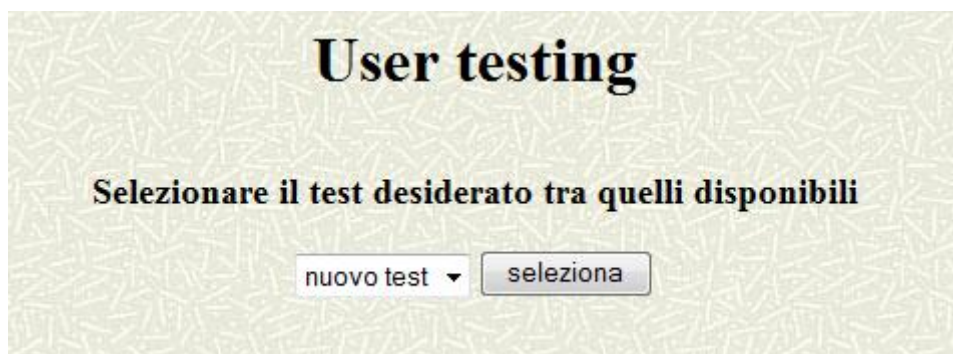 User testing
Selezionare il test desiderato tra quelli disponibili
nuovo test seleziona